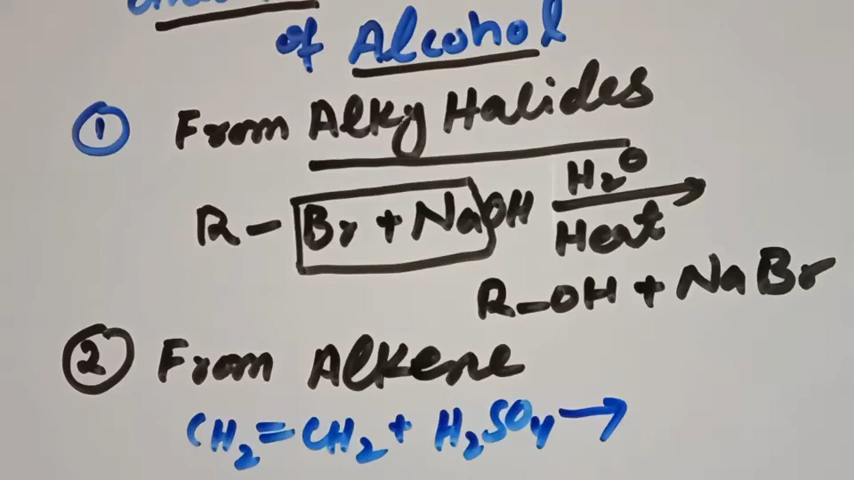 of Alcohol
① From Alky Halides
R - Br + NaOH H₂O
Heat
R-OH + NaBr
② From Alkene
CH₂=CH₂ + H₂SO₄ →